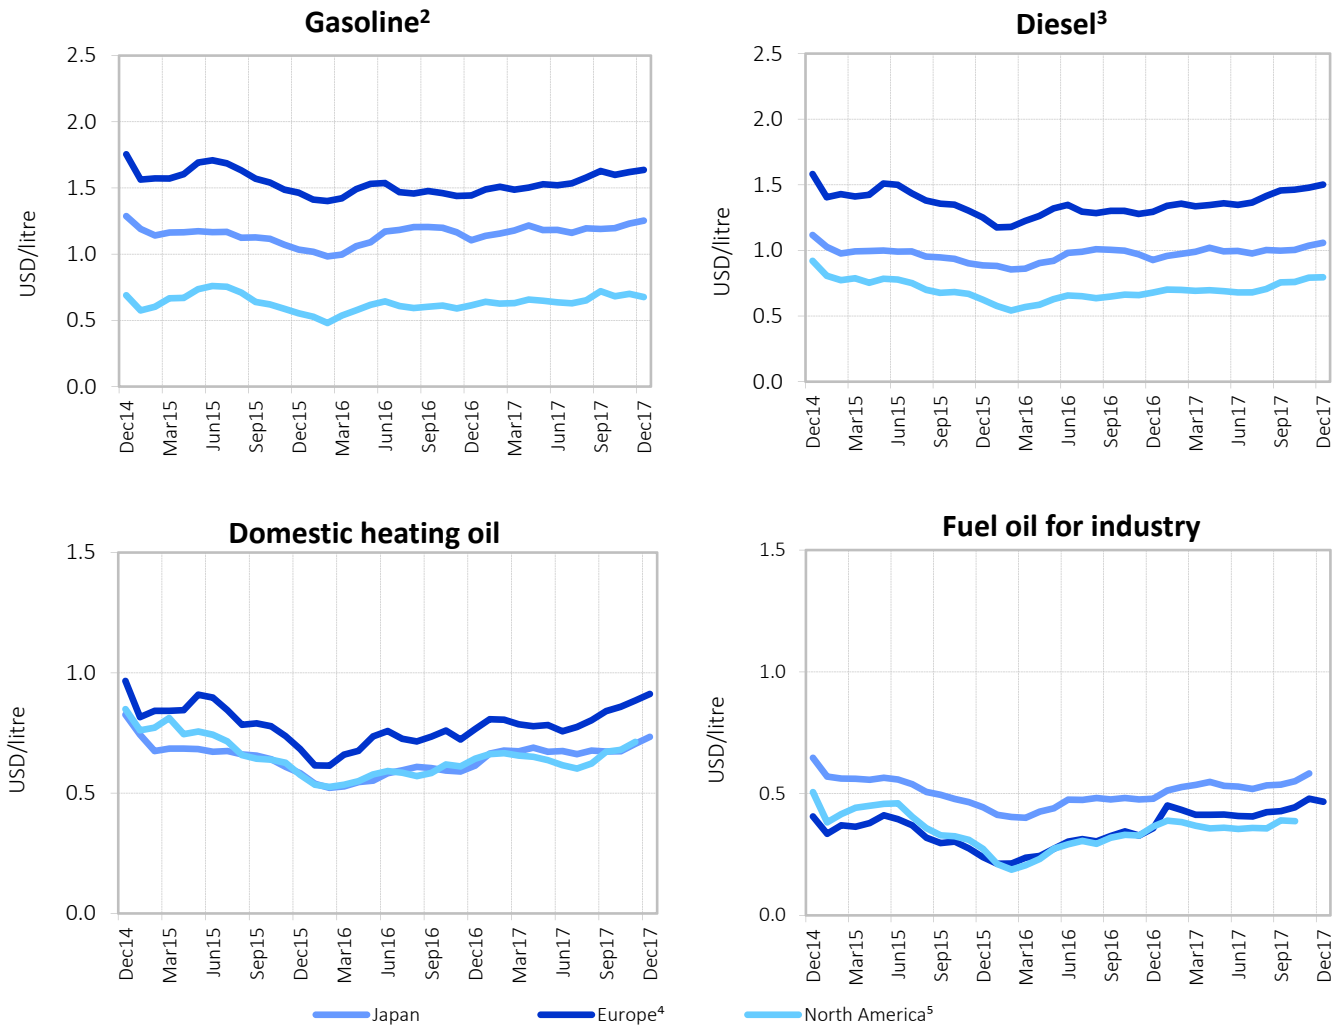 Gasoline²
2.5
2.0
1.5
1.0
0.5
0.0
USD/litre
Dec14
Mar15
Jun15
Sep15
Dec15
Mar16
Jun16
Sep16
Dec16
Mar17
Jun17
Sep17
Dec17
Diesel³
2.5
2.0
1.5
1.0
0.5
0.0
USD/litre
Dec14
Mar15
Jun15
Sep15
Dec15
Mar16
Jun16
Sep16
Dec16
Mar17
Jun17
Sep17
Dec17
Domestic heating oil
1.5
1.0
0.5
0.0
USD/litre
Dec14
Mar15
Jun15
Sep15
Dec15
Mar16
Jun16
Sep16
Dec16
Mar17
Jun17
Sep17
Dec17
Fuel oil for industry
1.5
1.0
0.5
0.0
USD/litre
Dec14
Mar15
Jun15
Sep15
Dec15
Mar16
Jun16
Sep16
Dec16
Mar17
Jun17
Sep17
Dec17
Japan
Europe⁴
North America⁵